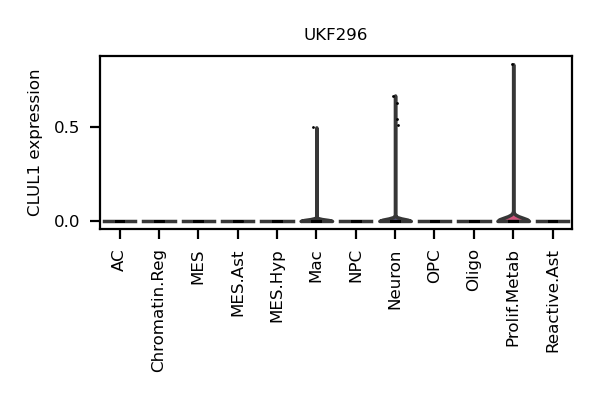 UKF296
CLUL1 expression
0.5
0.0
AC
Chromatin.Reg
MES
MES.Ast
MES.Hyp
Mac
NPC
Neuron
OPC
Oligo
Prolif.Metab
Reactive.Ast